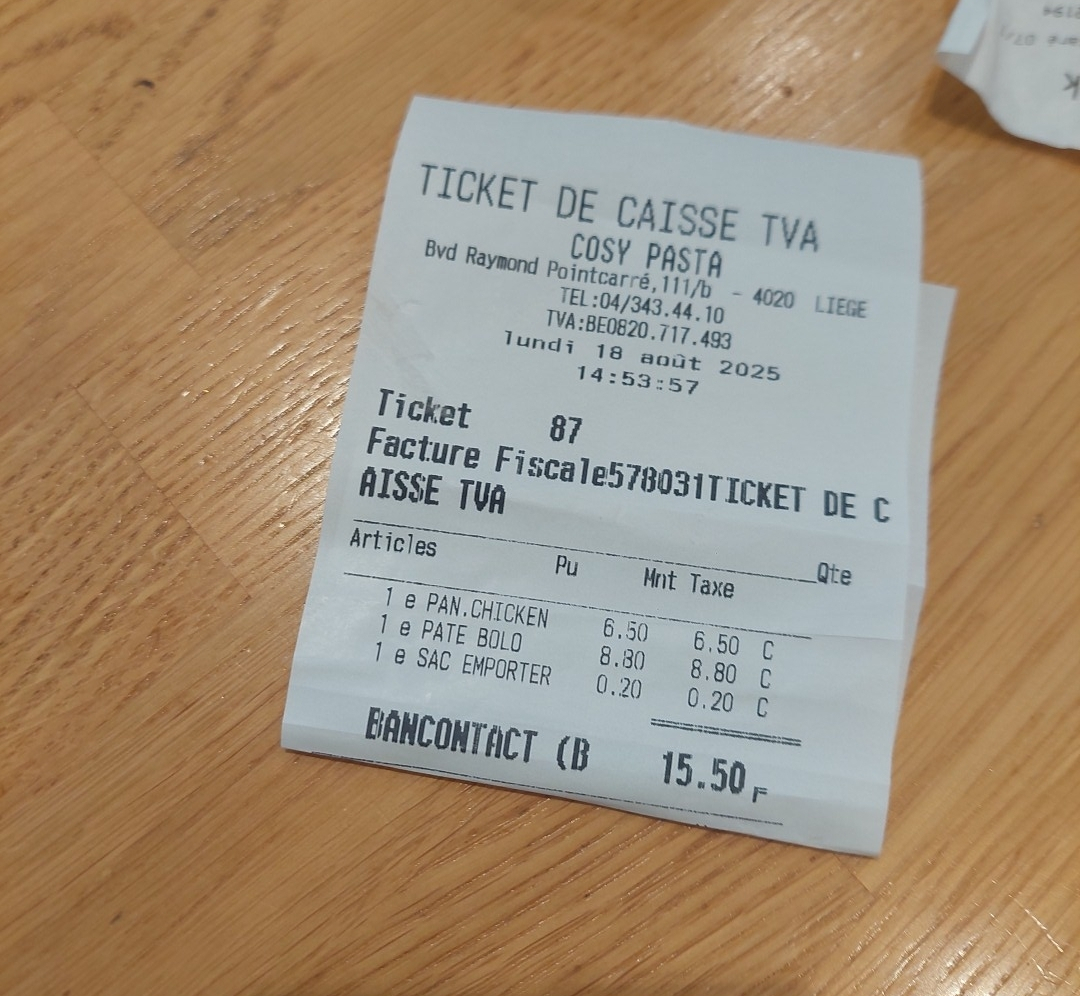 TICKET DE CAISSE TVA
COSY PASTA
Bvd Raymond Pointcarré,111/b - 4020 LIEGE
TEL:04/343.44.10
TVA:BE0820.717.493
lundi 18 août 2025
14:53:57
Ticket 87
Facture Fiscale578031TICKET DE C
AISSE TVA
Articles Pu Mnt Taxe Qte
1 e PAN.CHICKEN 6.50 6.50 C
1 e PATE BOLO 8.80 8.80 C
1 e SAC EMPORTER 0.20 0.20 C
BANCONTACT (B 15.50 F